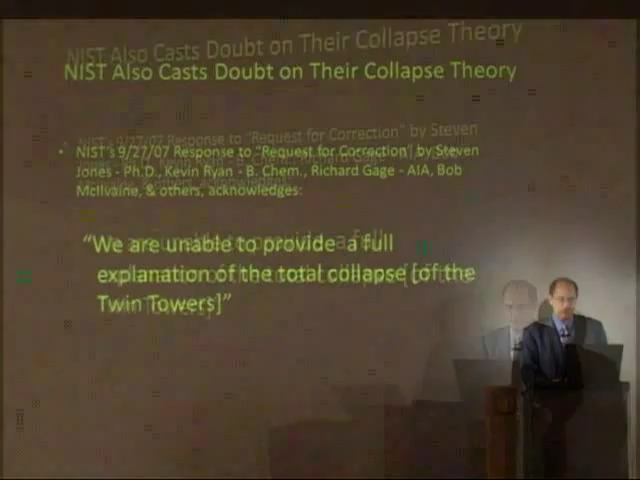 NIST Also Casts Doubt on Their Collapse Theory
• NIST's 9/27/07 Response to "Request for Correction" by Steven
Jones - Ph.D., Kevin Ryan - B. Chem., Richard Gage - AIA, Bob
McIlvaine, & others, acknowledges:
"We are unable to provide a full
explanation of the total collapse [of the
Twin Towers]"